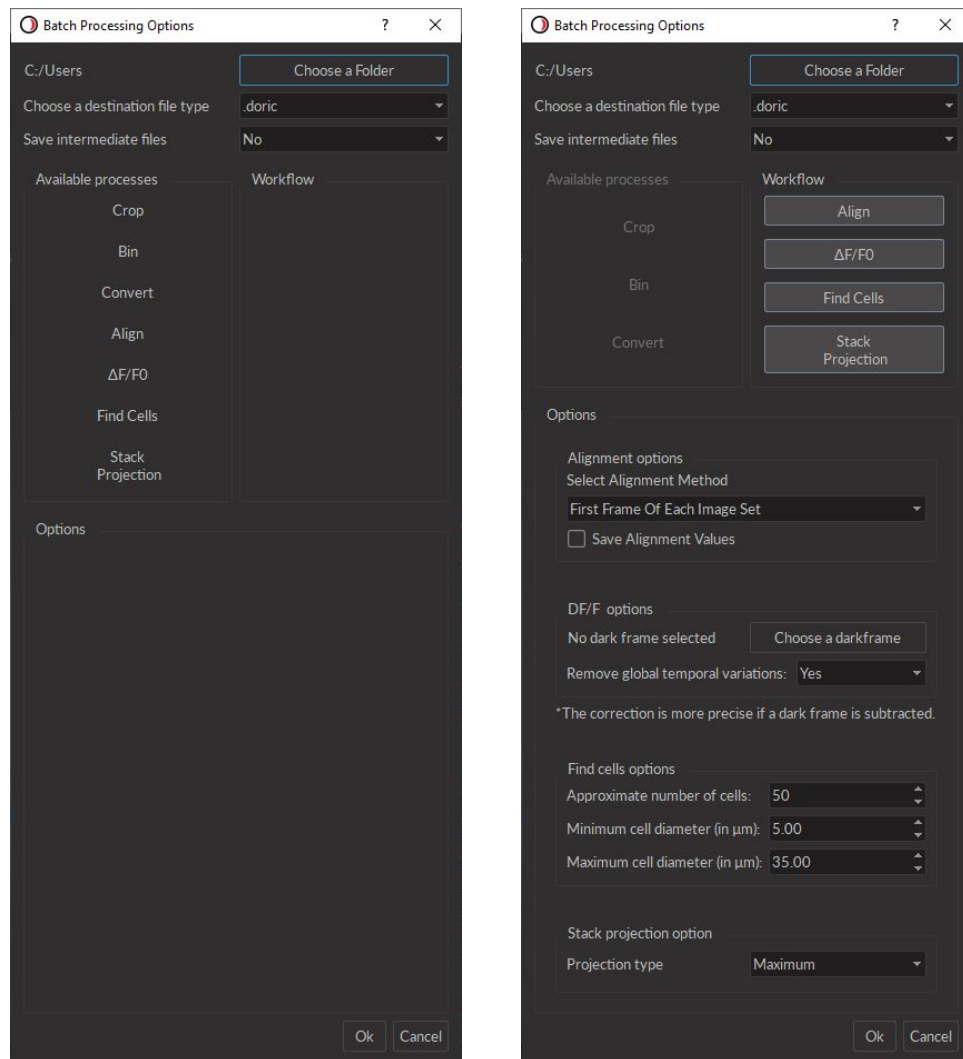 Batch Processing Options ? ×
C:/Users Choose a Folder
Choose a destination file type .doric
Save intermediate files No
Available processes Workflow
Crop
Bin
Convert
Align
ΔF/F0
Find Cells
Stack
Projection
Options
Ok Cancel
Batch Processing Options ? ×
C:/Users Choose a Folder
Choose a destination file type .doric
Save intermediate files No
Available processes
Crop
Bin
Convert
Workflow
Align
ΔF/F0
Find Cells
Stack
Projection
Options
Alignment options
Select Alignment Method
First Frame Of Each Image Set
Save Alignment Values
DF/F options
No dark frame selected Choose a darkframe
Remove global temporal variations: Yes
*The correction is more precise if a dark frame is subtracted.
Find cells options
Approximate number of cells: 50
Minimum cell diameter (in µm): 5.00
Maximum cell diameter (in µm): 35.00
Stack projection option
Projection type Maximum
Ok Cancel